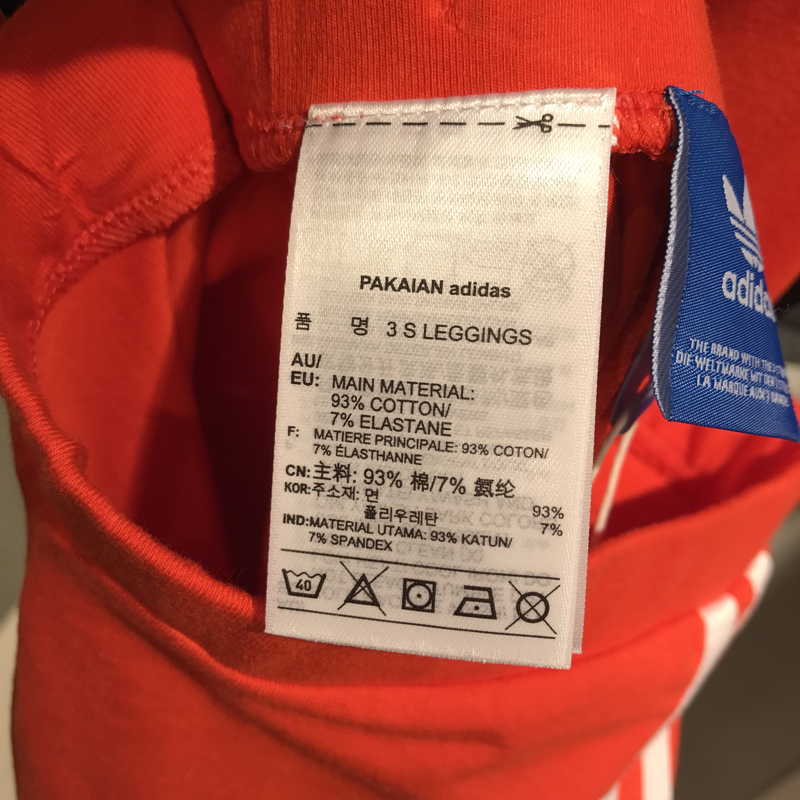 PAKAIAN adidas
품 명 3 S LEGGINGS
AU/
EU: MAIN MATERIAL:
93% COTTON/
7% ELASTANE
F: MATIERE PRINCIPALE: 93% COTON/
7% ÉLASTHANNE
CN: 主料: 93% 棉/7% 氨纶
KOR: 주소재: 면 93%
폴리우레탄 7%
IND: MATERIAL UTAMA: 93% KATUN/
7% SPANDEX
40
adidas
THE BRAND WITH THE 3
DIE WELTMARKE MIT DEN
LA MARQUE AUX 3